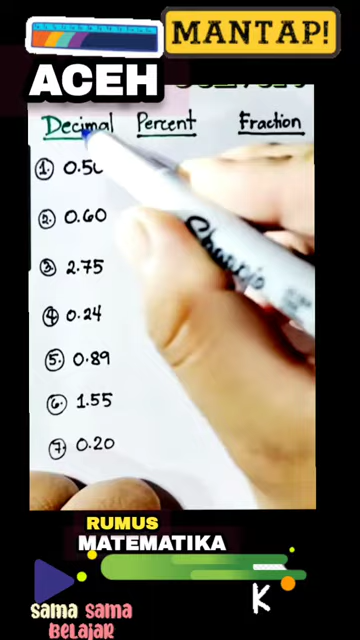 MANTAP!
ACEH
Decimal Percent Fraction
1. 0.50
2. 0.60
3. 2.75
4. 0.24
5. 0.89
6. 1.55
7. 0.20
Sharpie
RUMUS
MATEMATIKA
K
sama sama
BELAJAR